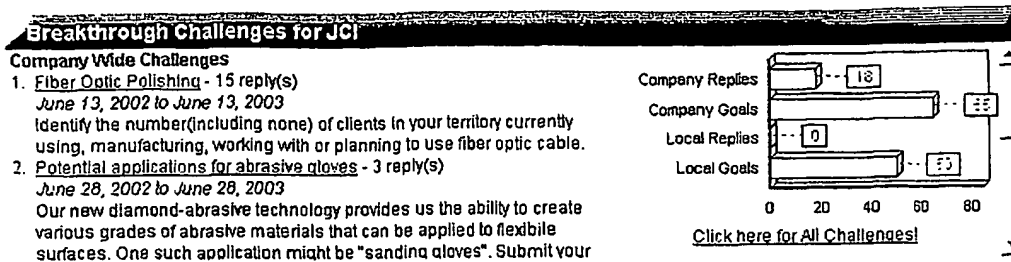 Breakthrough Challenges for JCI
Company Wide Challenges
1. Fiber Optic Polishing - 15 reply(s)
June 13, 2002 to June 13, 2003
Identify the number(including none) of clients in your territory currently
using, manufacturing, working with or planning to use fiber optic cable.
2. Potential applications for abrasive gloves - 3 reply(s)
June 28, 2002 to June 28, 2003
Our new diamond-abrasive technology provides us the ability to create
various grades of abrasive materials that can be applied to flexibile
surfaces. One such application might be "sanding gloves". Submit your
Company Replies
18
Company Goals
Local Replies
0
Local Goals
0 20 40 60 80
Click here for All Challenges!